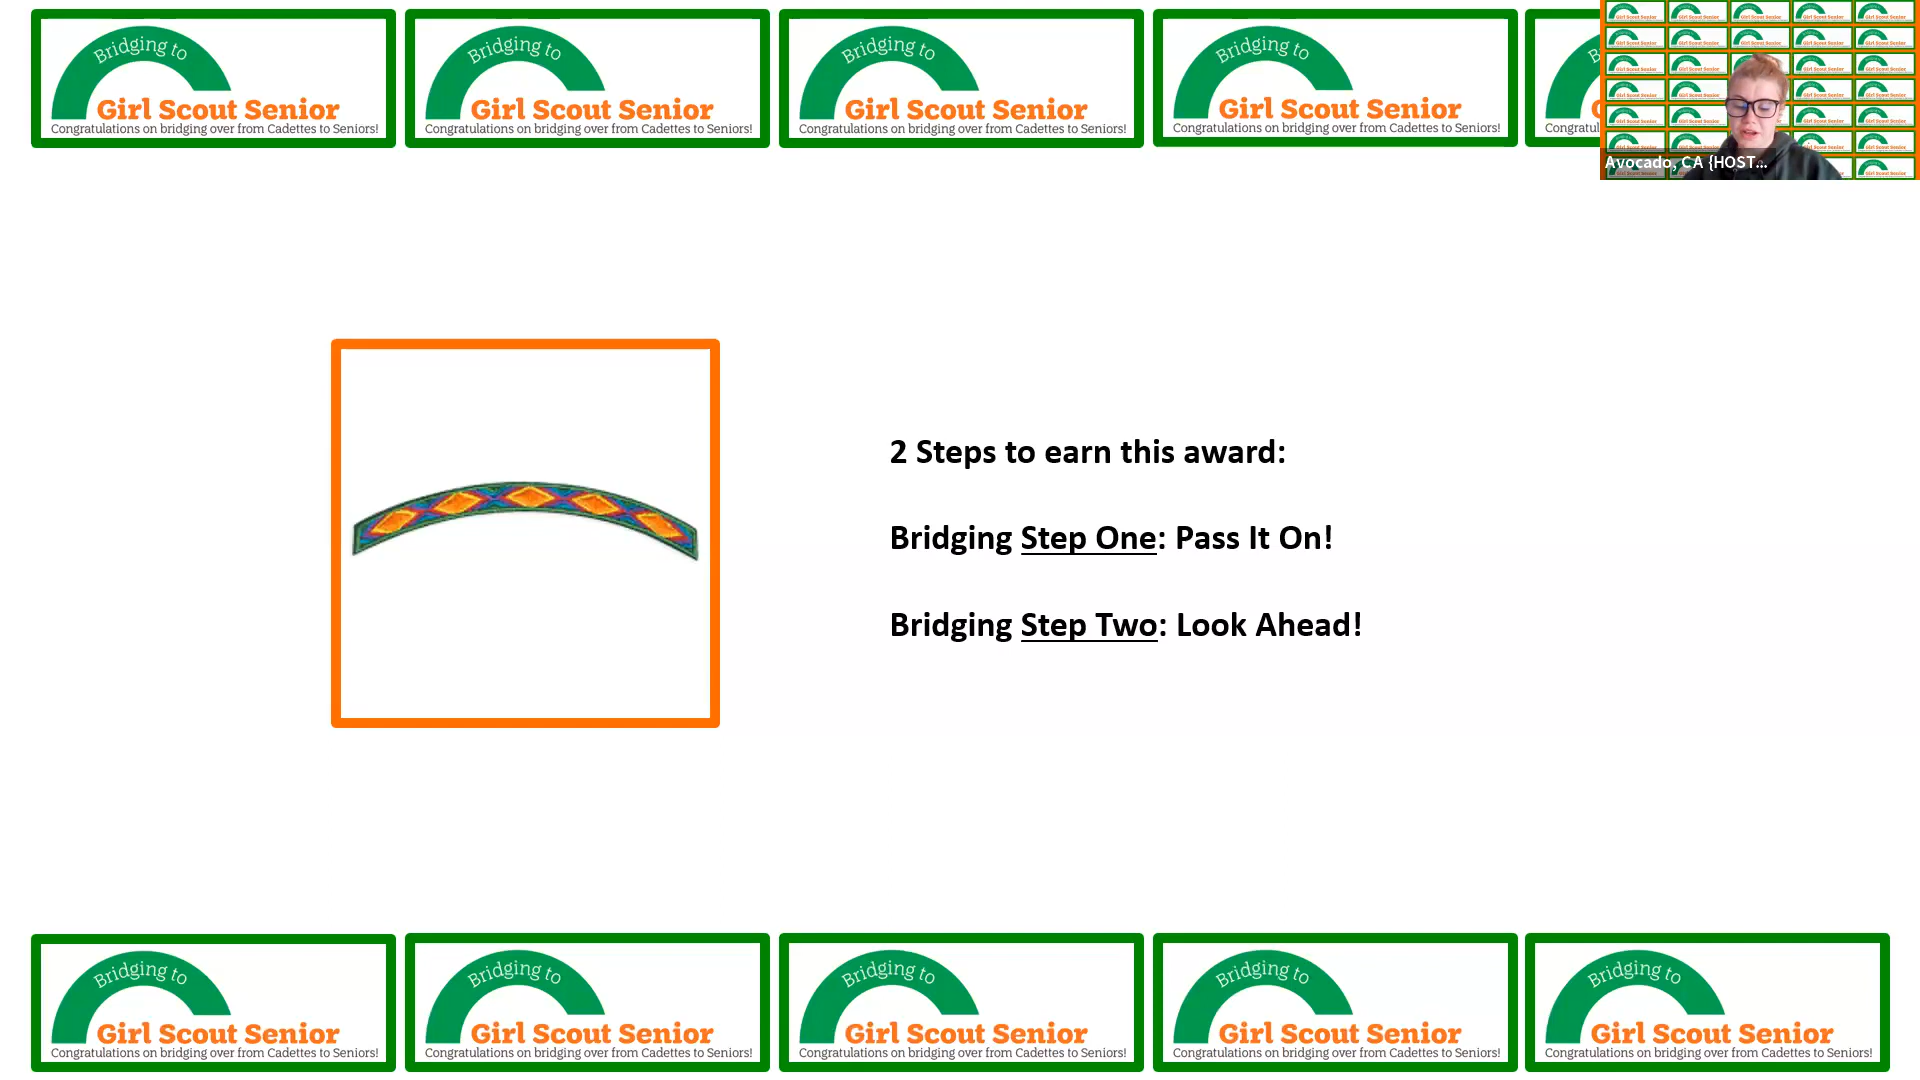 Bridging to
Girl Scout Senior
Congratulations on bridging over from Cadettes to Seniors!
Bridging to
Girl Scout Senior
Congratulations on bridging over from Cadettes to Seniors!
Bridging to
Girl Scout Senior
Congratulations on bridging over from Cadettes to Seniors!
Bridging to
Girl Scout Senior
Congratulations on bridging over from Cadettes to Seniors!
Avocado, CA {HOST...
2 Steps to earn this award:
Bridging Step One: Pass It On!
Bridging Step Two: Look Ahead!
Bridging to
Girl Scout Senior
Congratulations on bridging over from Cadettes to Seniors!
Bridging to
Girl Scout Senior
Congratulations on bridging over from Cadettes to Seniors!
Bridging to
Girl Scout Senior
Congratulations on bridging over from Cadettes to Seniors!
Bridging to
Girl Scout Senior
Congratulations on bridging over from Cadettes to Seniors!
Bridging to
Girl Scout Senior
Congratulations on bridging over from Cadettes to Seniors!